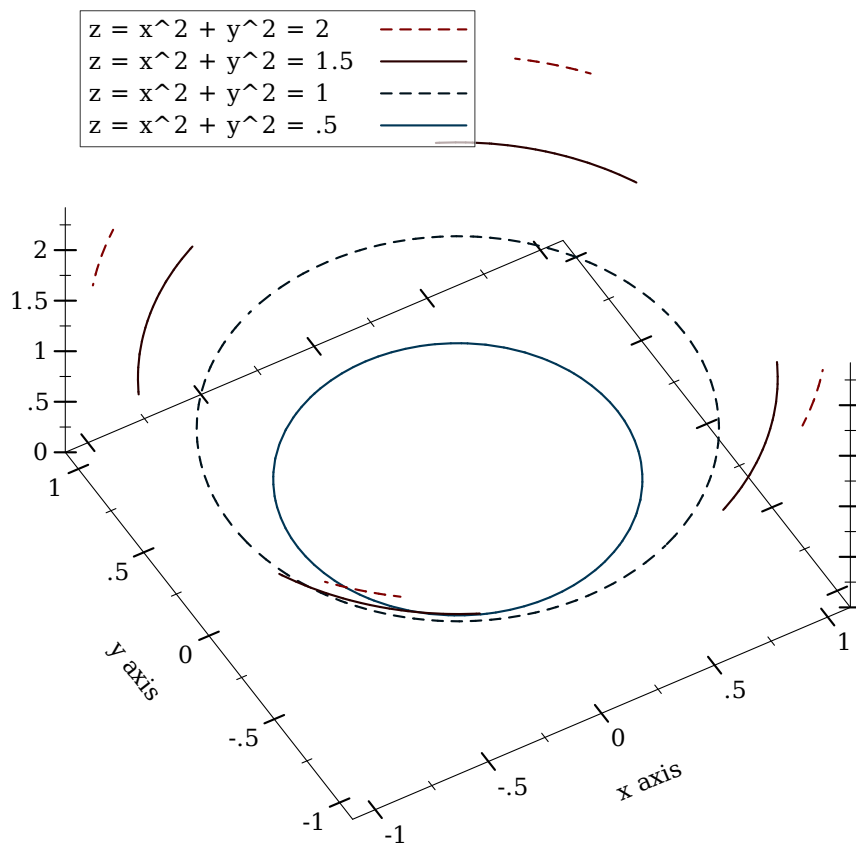 z = x^2 + y^2 = 2
z = x^2 + y^2 = 1.5
z = x^2 + y^2 = 1
z = x^2 + y^2 = .5
2
1.5
1
.5
0
1
.5
0
-.5
-1
y axis
-1
-.5
0
.5
1
x axis